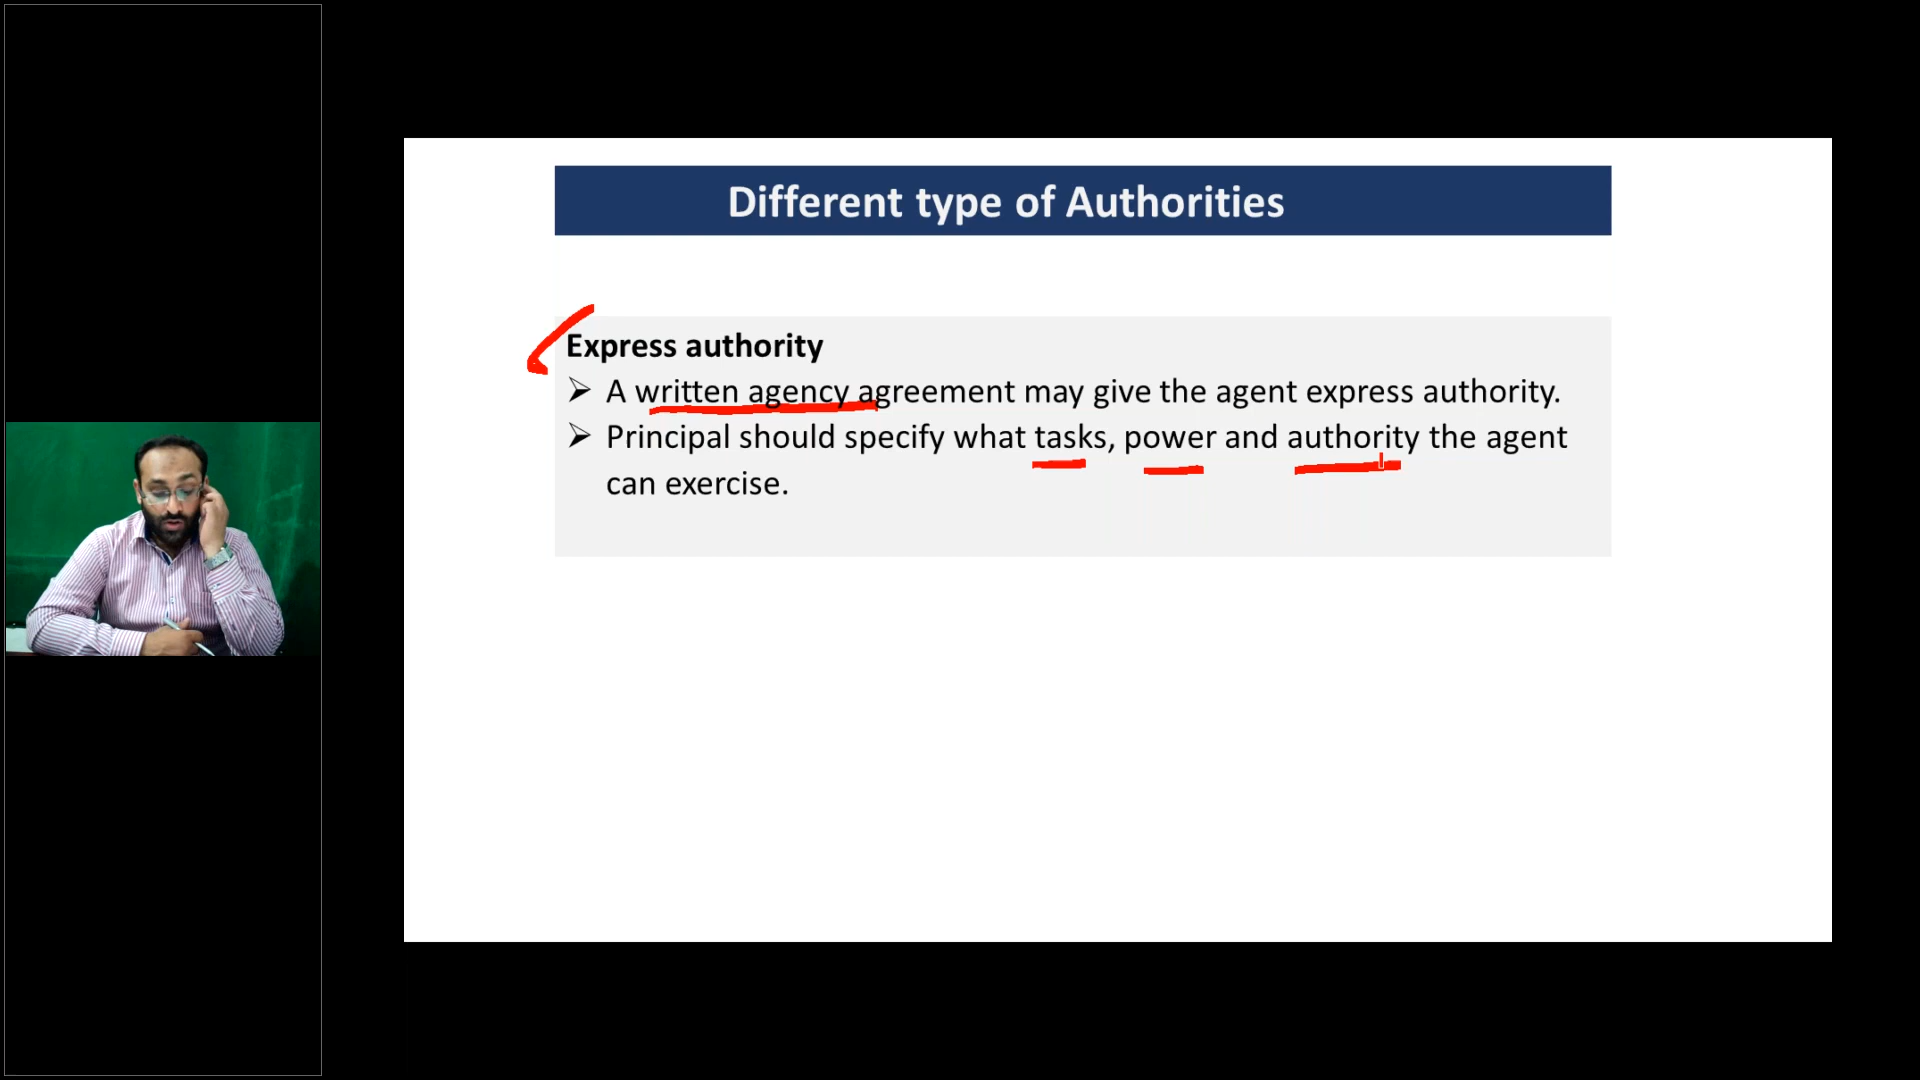 Different type of Authorities
Express authority
➢ A written agency agreement may give the agent express authority.
➢ Principal should specify what tasks, power and authority the agent
can exercise.